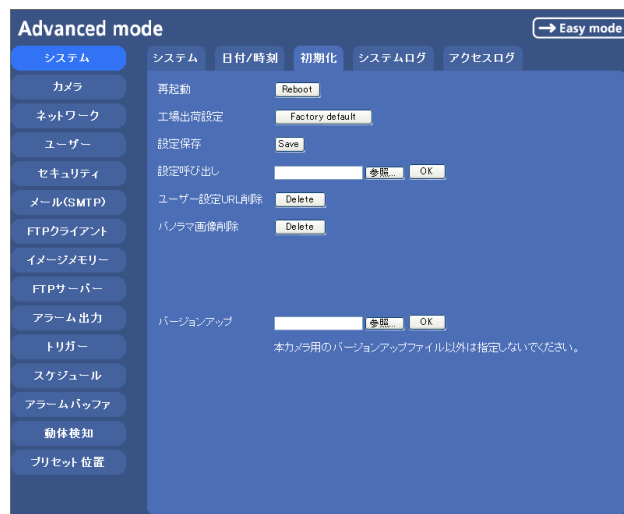 Advanced mode
→ Easy mode
システム
カメラ
ネットワーク
ユーザー
セキュリティ
メール(SMTP)
FTPクライアント
イメージメモリー
FTPサーバー
アラーム出力
トリガー
スケジュール
アラームバッファ
動体検知
プリセット位置
システム 日付/時刻 初期化 システムログ アクセスログ
再起動 Reboot
工場出荷設定 Factory default
設定保存 Save
設定呼び出し 参照... OK
ユーザー設定URL削除 Delete
パノラマ画像削除 Delete
バージョンアップ 参照... OK
本カメラ用のバージョンアップファイル以外は指定しないでください。